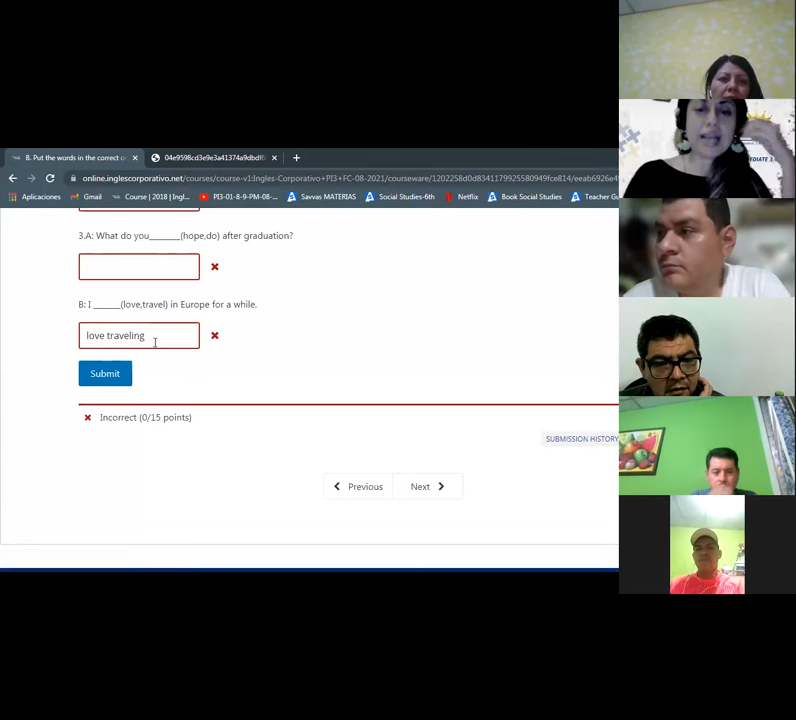 B. Put the words in the correct o
04e9598cd3e9e3a41374a9dbdf6
online.inglescorporativo.net/courses/course-v1:Ingles-Corporativo+PI3+FC-08-2021/courseware/1202258d0d8341179925580949fce814/eeab6926e4
Aplicaciones
Gmail
Course | 2018 | Ingl...
PI3-01-8-9-PM-08-...
Savvas MATERIAS
Social Studies-6th
Netflix
Book Social Studies
Teacher Gu
3.A: What do you_______(hope,do) after graduation?
B: I ______(love,travel) in Europe for a while.
love traveling
Submit
Incorrect (0/15 points)
SUBMISSION HISTORY
Previous
Next